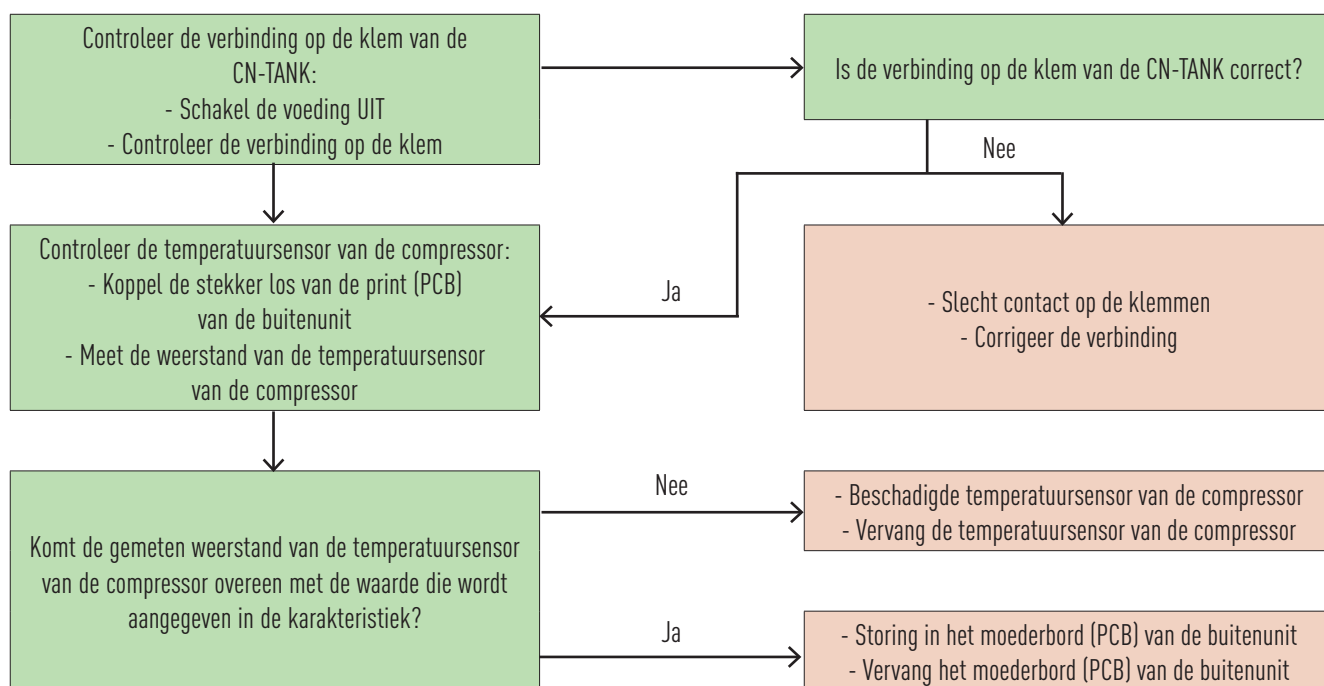 Controleer de verbinding op de klem van de
CN-TANK:
- Schakel de voeding UIT
- Controleer de verbinding op de klem
Is de verbinding op de klem van de CN-TANK correct?
Nee
Ja
Controleer de temperatuursensor van de compressor:
- Koppel de stekker los van de print (PCB)
van de buitenunit
- Meet de weerstand van de temperatuursensor
van de compressor
- Slecht contact op de klemmen
- Corrigeer de verbinding
Komt de gemeten weerstand van de temperatuursensor
van de compressor overeen met de waarde die wordt
aangegeven in de karakteristiek?
Nee
- Beschadigde temperatuursensor van de compressor
- Vervang de temperatuursensor van de compressor
Ja
- Storing in het moederbord (PCB) van de buitenunit
- Vervang het moederbord (PCB) van de buitenunit